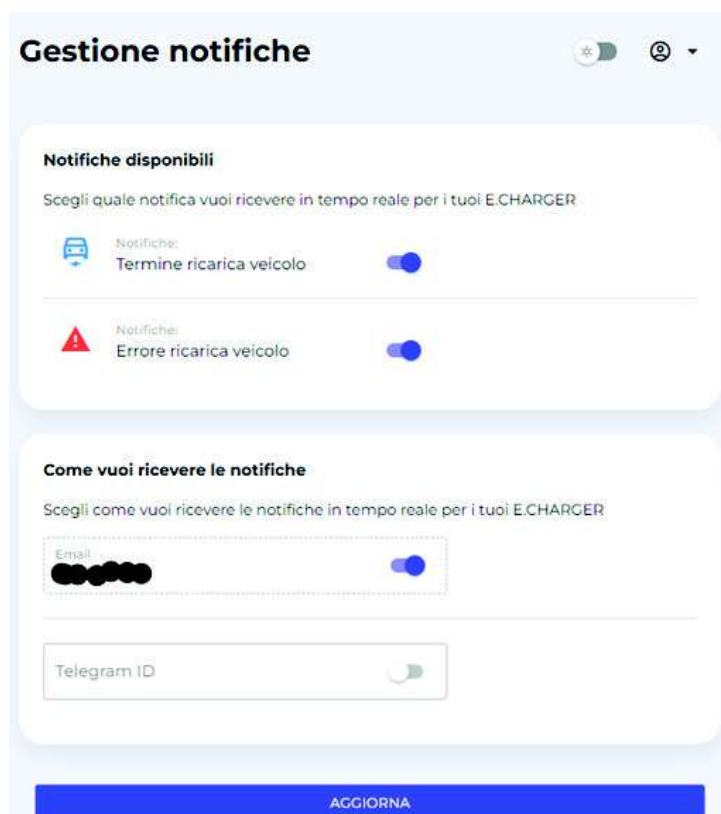 Gestione notifiche
Notifiche disponibili
Scegli quale notifica vuoi ricevere in tempo reale per i tuoi E.CHARGER
Notifiche:
Termine ricarica veicolo
Notifiche:
Errore ricarica veicolo
Come vuoi ricevere le notifiche
Scegli come vuoi ricevere le notifiche in tempo reale per i tuoi E.CHARGER
Email
Telegram ID
AGGIORNA